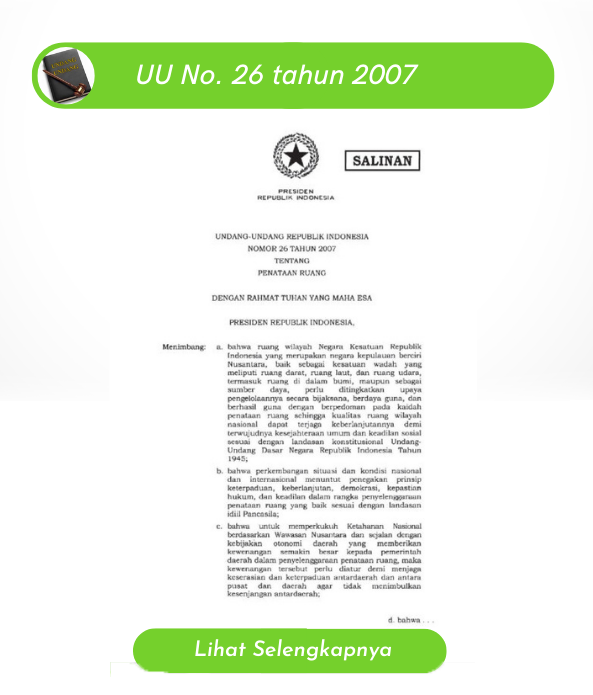 UU No. 26 tahun 2007
SALINAN
PRESIDEN
REPUBLIK INDONESIA
UNDANG-UNDANG REPUBLIK INDONESIA
NOMOR 26 TAHUN 2007
TENTANG
PENATAAN RUANG
DENGAN RAHMAT TUHAN YANG MAHA ESA
PRESIDEN REPUBLIK INDONESIA,
Menimbang: a. bahwa ruang wilayah Negara Kesatuan Republik
Indonesia yang merupakan negara kepulauan berciri
Nusantara, baik sebagai kesatuan wadah yang
meliputi ruang darat, ruang laut, dan ruang udara,
termasuk ruang di dalam bumi, maupun sebagai
sumber daya, perlu ditingkatkan upaya
pengelolaannya secara bijaksana, berdaya guna, dan
berhasil guna dengan berpedoman pada kaidah
penataan ruang sehingga kualitas ruang wilayah
nasional dapat terjaga keberlanjutannya demi
terwujudnya kesejahteraan umum dan keadilan sosial
sesuai dengan landasan konstitusional Undang-
Undang Dasar Negara Republik Indonesia Tahun
1945;
b. bahwa perkembangan situasi dan kondisi nasional
dan internasional menuntut penegakan prinsip
keterpaduan, keberlanjutan, demokrasi, kepastian
hukum, dan keadilan dalam rangka penyelenggaraan
penataan ruang yang baik sesuai dengan landasan
idiil Pancasila;
c. bahwa untuk memperkukuh Ketahanan Nasional
berdasarkan Wawasan Nusantara dan sejalan dengan
kebijakan otonomi daerah yang memberikan
kewenangan semakin besar kepada pemerintah
daerah dalam penyelenggaraan penataan ruang, maka
kewenangan tersebut perlu diatur demi menjaga
keserasian dan keterpaduan antardaerah dan antara
pusat dan daerah agar tidak menimbulkan
kesenjangan antardaerah;
d. bahwa . . .
Lihat Selengkapnya